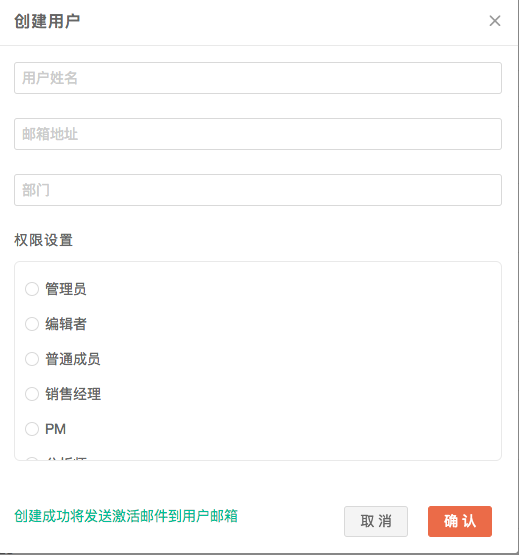 创建用户
用户姓名
邮箱地址
部门
权限设置
管理员
编辑者
普通成员
销售经理
PM
创建成功将发送激活邮件到用户邮箱
取 消
确 认